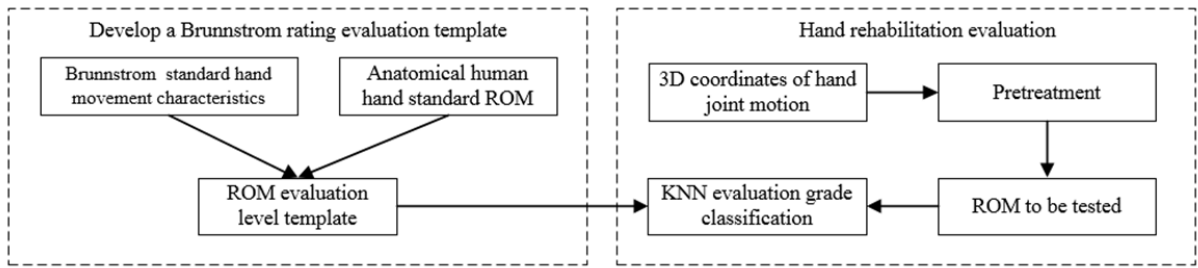 Develop a Brunnstrom rating evaluation template
Brunnstrom standard hand
movement characteristics
Anatomical human
hand standard ROM
ROM evaluation
level template
Hand rehabilitation evaluation
3D coordinates of hand
joint motion
Pretreatment
KNN evaluation grade
classification
ROM to be tested